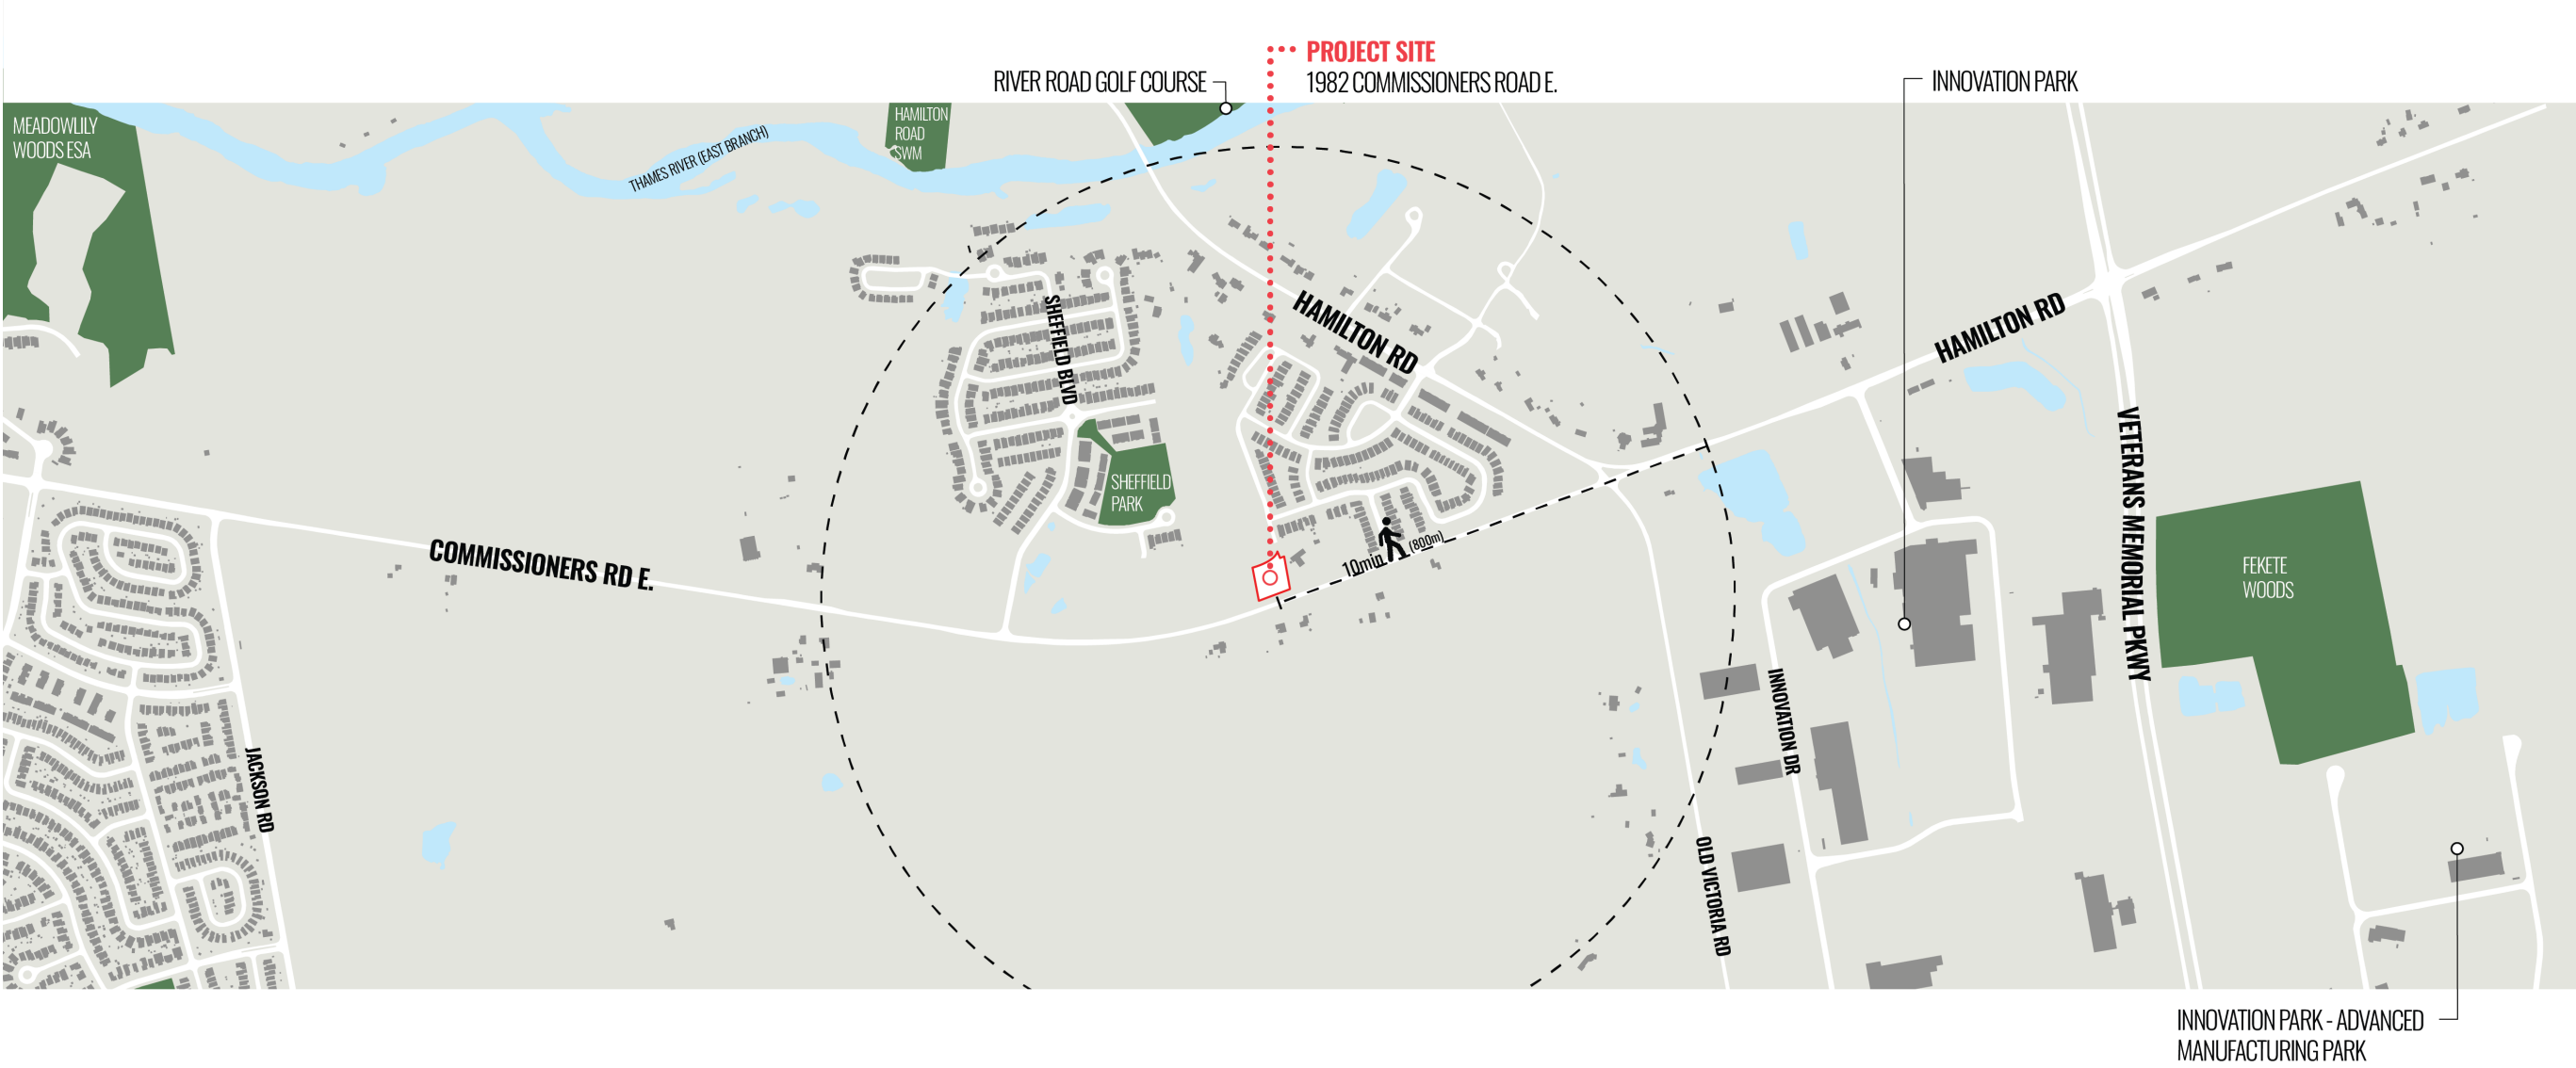 PROJECT SITE
RIVER ROAD GOLF COURSE
1982 COMMISSIONERS ROAD E.
INNOVATION PARK
MEADOWLILY
WOODS ESA
HAMILTON
ROAD
SWM
THAMES RIVER (EAST BRANCH)
SHEFFIELD BLVD
HAMILTON RD
HAMILTON RD
SHEFFIELD
PARK
VETERANS MEMORIAL PKWY
COMMISSIONERS RD E.
10min
(800m)
FEKETE
WOODS
INNOVATION DR
JACKSON RD
OLD VICTORIA RD
INNOVATION PARK - ADVANCED
MANUFACTURING PARK